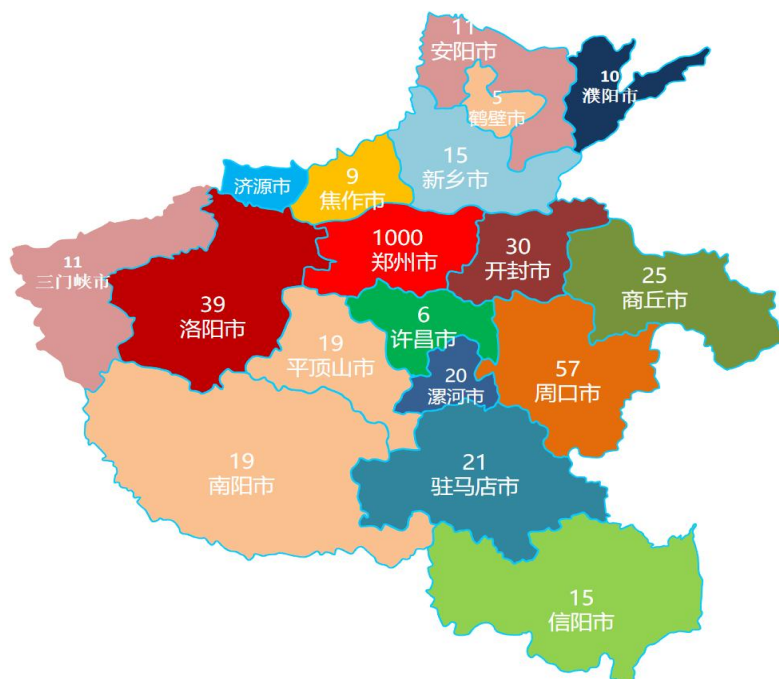 11
安阳市
10
濮阳市
5
鹤壁市
15
新乡市
济源市
9
焦作市
11
三门峡市
39
洛阳市
1000
郑州市
30
开封市
25
商丘市
19
平顶山市
6
许昌市
20
漯河市
57
周口市
19
南阳市
21
驻马店市
15
信阳市